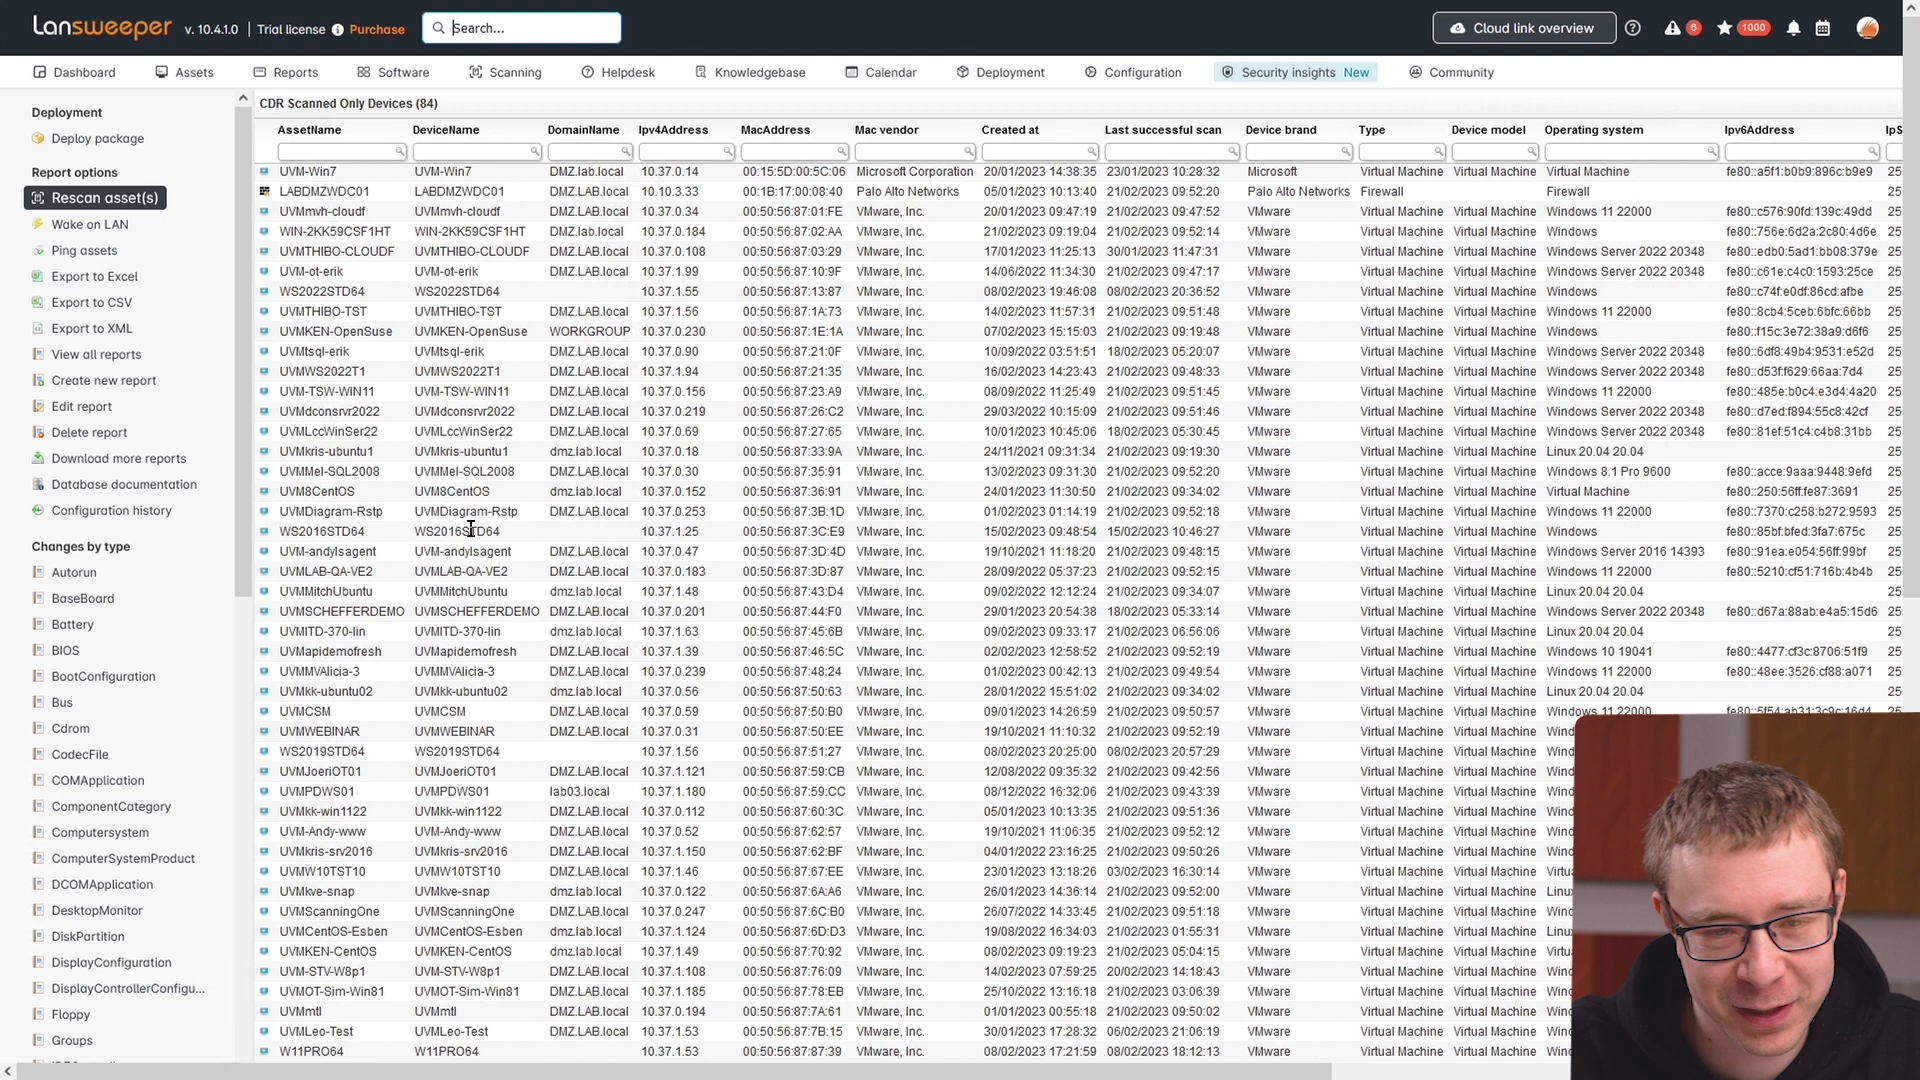 lansweeper v. 10.4.1.0 Trial license Purchase Search... Cloud link overview 6 1000
Dashboard Assets Reports Software Scanning Helpdesk Knowledgebase Calendar Deployment Configuration Security insights New Community
Deployment
Deploy package
Report options
Rescan asset(s)
Wake on LAN
Ping assets
Export to Excel
Export to CSV
Export to XML
View all reports
Create new report
Edit report
Delete report
Download more reports
Database documentation
Configuration history
Changes by type
Autorun
BaseBoard
Battery
BIOS
BootConfiguration
Bus
Cdrom
CodecFile
COMApplication
ComponentCategory
Computersystem
ComputerSystemProduct
DCOMApplication
DesktopMonitor
DiskPartition
DisplayConfiguration
DisplayControllerConfigu...
Floppy
Groups
CDR Scanned Only Devices (84)
AssetName DeviceName DomainName Ipv4Address MacAddress Mac vendor Created at Last successful scan Device brand Type Device model Operating system Ipv6Address IpS
UVM-Win7 UVM-Win7 DMZ.lab.local 10.37.0.14 00:15:5D:00:5C:06 Microsoft Corporation 20/01/2023 14:38:35 23/01/2023 10:28:32 Microsoft Virtual Machine Virtual Machine Virtual Machine fe80::a5f1:b0b9:896c:b9e9 25
LABDMZWDC01 LABDMZWDC01 DMZ.lab.local 10.10.3.33 00:1B:17:00:08:40 Palo Alto Networks 05/01/2023 10:13:40 21/02/2023 09:52:20 Palo Alto Networks Firewall Firewall 25
UVMmvh-cloudf UVMmvh-cloudf DMZ.LAB.local 10.37.0.34 00:50:56:87:01:FE VMware, Inc. 20/01/2023 09:47:19 21/02/2023 09:47:52 VMware Virtual Machine Virtual Machine Windows 11 22000 fe80::c576:90fd:139c:49dd 25
WIN-2KK59CSF1HT WIN-2KK59CSF1HT DMZ.lab.local 10.37.0.184 00:50:56:87:02:AA VMware, Inc. 21/02/2023 09:04:19 21/02/2023 09:52:14 VMware Virtual Machine Virtual Machine Windows fe80::756e:6d2a:2c80:4d6e 25
UVMTHIBO-CLOUDF UVMTHIBO-CLOUDF DMZ.LAB.local 10.37.0.108 00:50:56:87:03:29 VMware, Inc. 17/01/2023 11:25:13 30/01/2023 11:47:31 VMware Virtual Machine Virtual Machine Windows Server 2022 20348 fe80::edb0:5ad1:bb08:379e 25
UVM-ot-erik UVM-ot-erik DMZ.LAB.local 10.37.1.99 00:50:56:87:10:9F VMware, Inc. 14/06/2022 11:34:30 21/02/2023 09:47:17 VMware Virtual Machine Virtual Machine Windows Server 2022 20348 fe80::c61e:c4c0:1593:25ce 25
WS2022STD64 WS2022STD64 10.37.1.55 00:50:56:87:13:87 VMware, Inc. 08/02/2023 19:46:08 08/02/2023 20:36:52 VMware Virtual Machine Virtual Machine Windows fe80::c74f:e0df:86cd:afbe 25
UVMTHIBO-TST UVMTHIBO-TST DMZ.LAB.local 10.37.1.56 00:50:56:87:1A:73 VMware, Inc. 14/02/2023 11:57:31 21/02/2023 09:51:48 VMware Virtual Machine Virtual Machine Windows 11 22000 fe80::8cb4:5ceb:6bfc:66bb 25
UVMKEN-OpenSuse UVMKEN-OpenSuse WORKGROUP 10.37.0.230 00:50:56:87:1E:1A VMware, Inc. 07/02/2023 15:15:03 21/02/2023 09:19:48 VMware Virtual Machine Virtual Machine Windows fe80::f15c:3e72:38a9:d6f6 25
UVMtsql-erik UVMtsql-erik DMZ.LAB.local 10.37.0.90 00:50:56:87:21:0F VMware, Inc. 10/09/2022 03:51:51 18/02/2023 05:20:07 VMware Virtual Machine Virtual Machine Windows Server 2022 20348 fe80::6df8:49b4:9531:e52d 25
UVMWS2022T1 UVMWS2022T1 DMZ.LAB.local 10.37.1.94 00:50:56:87:21:35 VMware, Inc. 16/02/2023 14:23:43 21/02/2023 09:48:33 VMware Virtual Machine Virtual Machine Windows Server 2022 20348 fe80::d53f:f629:66aa:7d4 25
UVM-TSW-WIN11 UVM-TSW-WIN11 DMZ.LAB.local 10.37.0.156 00:50:56:87:23:A9 VMware, Inc. 08/09/2022 11:25:49 21/02/2023 09:51:45 VMware Virtual Machine Virtual Machine Windows 11 22000 fe80::485e:b0c4:e3d4:4a20 25
UVMdconsrvr2022 UVMdconsrvr2022 DMZ.LAB.local 10.37.0.219 00:50:56:87:26:C2 VMware, Inc. 29/03/2022 10:15:09 21/02/2023 09:51:46 VMware Virtual Machine Virtual Machine Windows Server 2022 20348 fe80::d7ed:f894:55c8:42cf 25
UVMLccWinSer22 UVMLccWinSer22 DMZ.LAB.local 10.37.0.69 00:50:56:87:27:65 VMware, Inc. 10/01/2023 10:45:06 18/02/2023 05:30:45 VMware Virtual Machine Virtual Machine Windows Server 2022 20348 fe80::81ef:51c4:c4b8:31bb 25
UVMkris-ubuntu1 UVMkris-ubuntu1 dmz.lab.local 10.37.0.18 00:50:56:87:33:9A VMware, Inc. 24/11/2021 09:31:34 21/02/2023 09:19:30 VMware Virtual Machine Virtual Machine Linux 20.04 20.04 25
UVMMel-SQL2008 UVMMel-SQL2008 DMZ.LAB.local 10.37.0.30 00:50:56:87:35:91 VMware, Inc. 13/02/2023 09:31:30 21/02/2023 09:52:20 VMware Virtual Machine Virtual Machine Windows 8.1 Pro 9600 fe80::acce:9aaa:9448:9efd 25
UVM8CentOS UVM8CentOS dmz.lab.local 10.37.0.152 00:50:56:87:36:91 VMware, Inc. 24/01/2023 11:30:50 21/02/2023 09:34:02 VMware Virtual Machine Virtual Machine Virtual Machine fe80::250:56ff:fe87:3691 25
UVMDiagram-Rstp UVMDiagram-Rstp DMZ.LAB.local 10.37.0.253 00:50:56:87:3B:1D VMware, Inc. 01/02/2023 01:14:19 21/02/2023 09:52:18 VMware Virtual Machine Virtual Machine Windows 11 22000 fe80::7370:c258:b272:9593 25
WS2016STD64 WS2016STD64 10.37.1.25 00:50:56:87:3C:E9 VMware, Inc. 15/02/2023 09:48:54 15/02/2023 10:46:27 VMware Virtual Machine Virtual Machine Windows fe80::85bf:bfed:3fa7:675c 25
UVM-andylsagent UVM-andylsagent DMZ.LAB.local 10.37.0.47 00:50:56:87:3D:4D VMware, Inc. 19/10/2021 11:18:20 21/02/2023 09:48:15 VMware Virtual Machine Virtual Machine Windows Server 2016 14393 fe80::91ea:e054:56ff:99bf 25
UVMLAB-QA-VE2 UVMLAB-QA-VE2 DMZ.LAB.local 10.37.0.183 00:50:56:87:3D:87 VMware, Inc. 28/09/2022 05:37:23 21/02/2023 09:52:15 VMware Virtual Machine Virtual Machine Windows 11 22000 fe80::5210:cf51:716b:4b4b 25
UVMMitchUbuntu UVMMitchUbuntu dmz.lab.local 10.37.1.48 00:50:56:87:43:D4 VMware, Inc. 09/02/2022 12:12:24 21/02/2023 09:34:07 VMware Virtual Machine Virtual Machine Linux 20.04 20.04 25
UVMSCHEFFERDEMO UVMSCHEFFERDEMO DMZ.LAB.local 10.37.0.201 00:50:56:87:44:F0 VMware, Inc. 29/01/2023 20:54:38 18/02/2023 05:33:14 VMware Virtual Machine Virtual Machine Windows Server 2022 20348 fe80::d67a:88ab:e4a5:15d6 25
UVMITD-370-lin UVMITD-370-lin dmz.lab.local 10.37.1.63 00:50:56:87:45:6B VMware, Inc. 09/02/2023 09:33:17 21/02/2023 06:56:06 VMware Virtual Machine Virtual Machine Linux 20.04 20.04 25
UVMapidemofresh UVMapidemofresh DMZ.LAB.local 10.37.1.39 00:50:56:87:46:5C VMware, Inc. 02/02/2023 12:58:52 21/02/2023 09:52:19 VMware Virtual Machine Virtual Machine Windows 10 19041 fe80::4477:cf3c:8706:51f9 25
UVMMVAlicia-3 UVMMVAlicia-3 DMZ.LAB.local 10.37.0.239 00:50:56:87:48:24 VMware, Inc. 01/02/2023 00:42:13 21/02/2023 09:49:54 VMware Virtual Machine Virtual Machine Windows 11 22000 fe80::48ee:3526:cf88:a071 25
UVMkk-ubuntu02 UVMkk-ubuntu02 dmz.lab.local 10.37.0.56 00:50:56:87:50:63 VMware, Inc. 28/01/2022 15:51:02 21/02/2023 09:34:02 VMware Virtual Machine Virtual Machine Linux 20.04 20.04 25
UVMCSM UVMCSM DMZ.LAB.local 10.37.0.59 00:50:56:87:50:B0 VMware, Inc. 09/01/2023 14:26:59 21/02/2023 09:50:57 VMware Virtual Machine Virtual Machine Windows 11 22000 fe80::5f54:ab31:3c9c:16d4 25
UVMWEBINAR UVMWEBINAR DMZ.LAB.local 10.37.0.31 00:50:56:87:50:EE VMware, Inc. 19/10/2021 11:10:32 21/02/2023 09:52:19 VMware Virtual Machine Virtual Machine Wind
WS2019STD64 WS2019STD64 10.37.1.56 00:50:56:87:51:27 VMware, Inc. 08/02/2023 20:25:00 08/02/2023 20:57:29 VMware Virtual Machine Virtual Machine Wind
UVMJoeriOT01 UVMJoeriOT01 DMZ.LAB.local 10.37.1.121 00:50:56:87:59:CB VMware, Inc. 12/08/2022 09:35:32 21/02/2023 09:42:56 VMware Virtual Machine Virtual Machine Wind
UVMPDWS01 UVMPDWS01 lab03.local 10.37.1.180 00:50:56:87:59:CC VMware, Inc. 08/12/2022 16:32:06 21/02/2023 09:43:39 VMware Virtual Machine Virtual Machine Wind
UVMkk-win1122 UVMkk-win1122 DMZ.LAB.local 10.37.0.112 00:50:56:87:60:3C VMware, Inc. 05/01/2023 10:13:35 21/02/2023 09:51:36 VMware Virtual Machine Virtual Machine Wind
UVM-Andy-www UVM-Andy-www DMZ.LAB.local 10.37.0.52 00:50:56:87:62:57 VMware, Inc. 19/10/2021 11:06:35 21/02/2023 09:52:12 VMware Virtual Machine Virtual Machine Wind
UVMkris-srv2016 UVMkris-srv2016 DMZ.LAB.local 10.37.1.150 00:50:56:87:62:BF VMware, Inc. 04/01/2022 23:16:25 21/02/2023 09:50:26 VMware Virtual Machine Virtual Machine Wind
UVMW10TST10 UVMW10TST10 DMZ.LAB.local 10.37.1.46 00:50:56:87:67:EE VMware, Inc. 23/01/2023 13:18:26 03/02/2023 16:30:14 VMware Virtual Machine Virtual Machine Wind
UVMkve-snap UVMkve-snap dmz.lab.local 10.37.0.122 00:50:56:87:6A:A6 VMware, Inc. 26/01/2023 14:36:14 21/02/2023 09:52:00 VMware Virtual Machine Virtual Machine Linu
UVMScanningOne UVMScanningOne DMZ.LAB.local 10.37.0.247 00:50:56:87:6C:B0 VMware, Inc. 26/07/2022 14:33:45 21/02/2023 09:51:18 VMware Virtual Machine Virtual Machine Wind
UVMCentOS-Esben UVMCentOS-Esben dmz.lab.local 10.37.1.124 00:50:56:87:6D:D3 VMware, Inc. 19/08/2022 16:34:03 21/02/2023 01:55:31 VMware Virtual Machine Virtual Machine Linu
UVMKEN-CentOS UVMKEN-CentOS dmz.lab.local 10.37.1.49 00:50:56:87:70:92 VMware, Inc. 08/02/2023 09:19:23 21/02/2023 05:04:15 VMware Virtual Machine Virtual Machine Wind
UVM-STV-W8p1 UVM-STV-W8p1 DMZ.LAB.local 10.37.1.108 00:50:56:87:76:09 VMware, Inc. 14/02/2023 07:59:25 20/02/2023 14:18:43 VMware Virtual Machine Virtual Machine Wind
UVMOT-Sim-Win81 UVMOT-Sim-Win81 DMZ.LAB.local 10.37.1.185 00:50:56:87:78:EB VMware, Inc. 25/10/2022 13:16:18 21/02/2023 03:06:39 VMware Virtual Machine Virtual Machine Wind
UVMmtl UVMmtl DMZ.LAB.local 10.37.0.194 00:50:56:87:7A:61 VMware, Inc. 01/01/2023 00:55:18 21/02/2023 09:50:02 VMware Virtual Machine Virtual Machine Wind
UVMLeo-Test UVMLeo-Test DMZ.LAB.local 10.37.1.53 00:50:56:87:7B:15 VMware, Inc. 30/01/2023 17:28:32 06/02/2023 21:06:19 VMware Virtual Machine Virtual Machine Wind
W11PRO64 W11PRO64 10.37.1.53 00:50:56:87:87:39 VMware, Inc. 08/02/2023 17:21:59 08/02/2023 18:12:13 VMware Virtual Machine Virtual Machine Wind